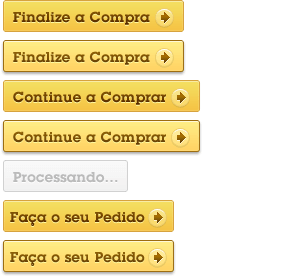 Finalize a Compra
Finalize a Compra
Continue a Comprar
Continue a Comprar
Processando...
Faça o seu Pedido
Faça o seu Pedido